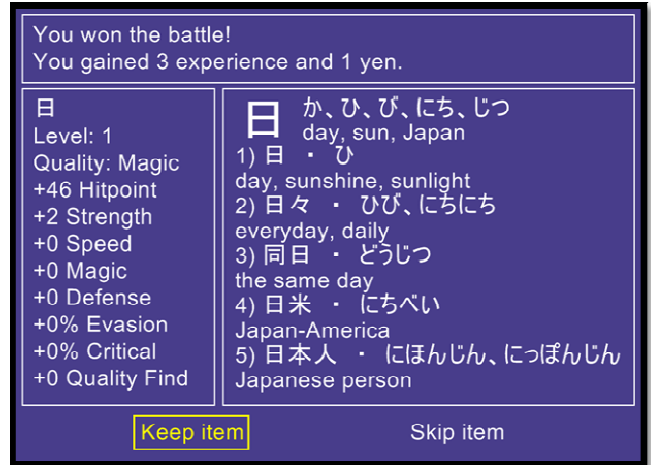 You won the battle!
You gained 3 experience and 1 yen.
日
Level: 1
Quality: Magic
+46 Hitpoint
+2 Strength
+0 Speed
+0 Magic
+0 Defense
+0% Evasion
+0% Critical
+0 Quality Find
日 か、ひ、び、にち、じつ
day, sun, Japan
1) 日 ・ ひ
day, sunshine, sunlight
2) 日々 ・ ひび、にちにち
everyday, daily
3) 同日 ・ どうじつ
the same day
4) 日米 ・ にちべい
Japan-America
5) 日本人 ・ にほんじん、にっぽんじん
Japanese person
Keep item
Skip item